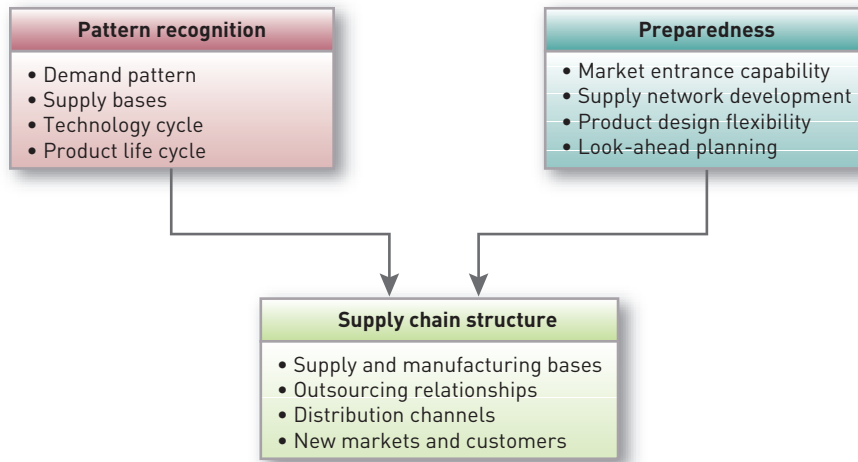 Pattern recognition
• Demand pattern
• Supply bases
• Technology cycle
• Product life cycle
Preparedness
• Market entrance capability
• Supply network development
• Product design flexibility
• Look-ahead planning
Supply chain structure
• Supply and manufacturing bases
• Outsourcing relationships
• Distribution channels
• New markets and customers